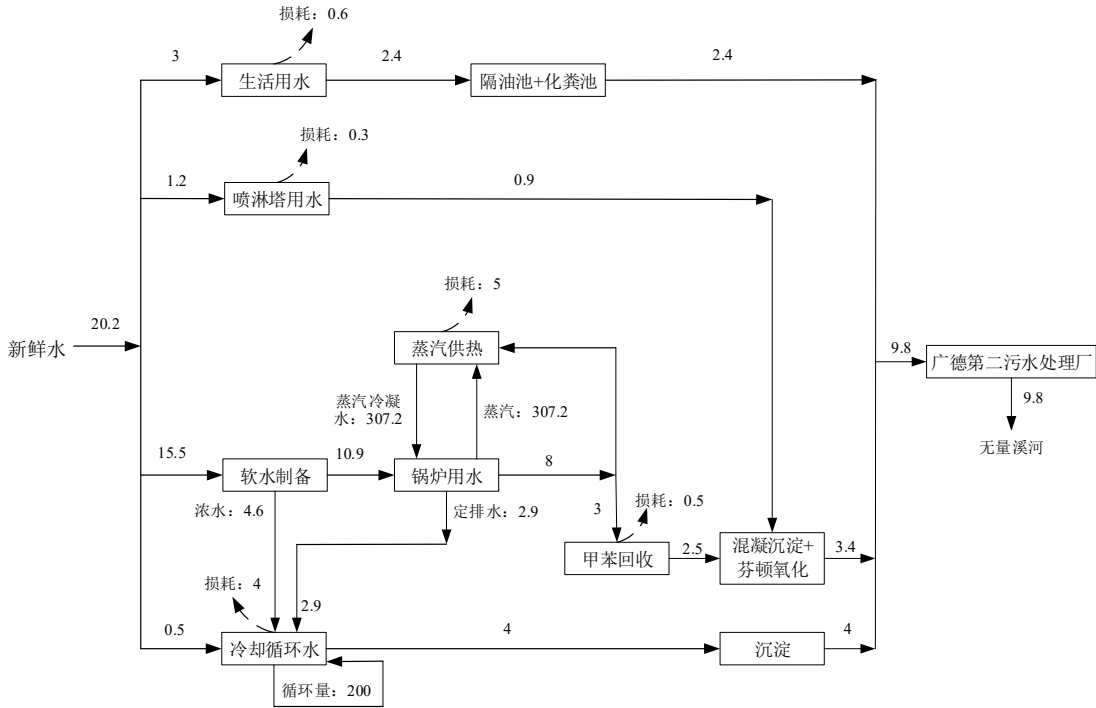 损耗：0.6
3
生活用水
2.4
隔油池+化粪池
2.4
损耗：0.3
1.2
喷淋塔用水
0.9
损耗：5
新鲜水
20.2
蒸汽供热
9.8
广德第二污水处理厂
蒸汽冷凝
水：307.2
蒸汽：307.2
9.8
无量溪河
15.5
软水制备
10.9
锅炉用水
8
浓水：4.6
定排水：2.9
3
损耗：0.5
甲苯回收
2.5
混凝沉淀+
芬顿氧化
3.4
损耗：4
2.9
0.5
冷却循环水
4
沉淀
4
循环量：200